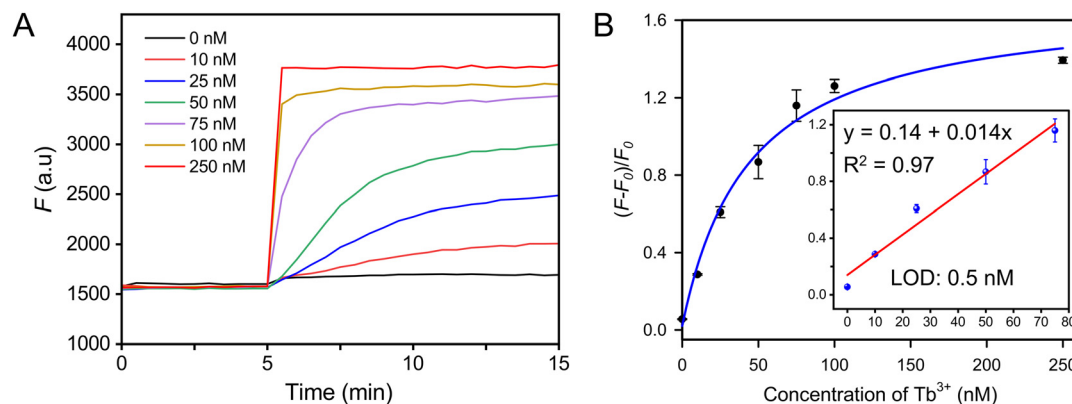 A
4000
3500
3000
2500
2000
1500
1000
F (a.u)
0 nM
10 nM
25 nM
50 nM
75 nM
100 nM
250 nM
0 5 10 15
Time (min)
B
1.6
1.2
0.8
0.4
0.0
(F-F₀)/F₀
0 50 100 150 200 250
Concentration of Tb³⁺ (nM)
1.2
0.8
0.4
0.0
y = 0.14 + 0.014x
R² = 0.97
LOD: 0.5 nM
0 10 20 30 40 50 60 70 80